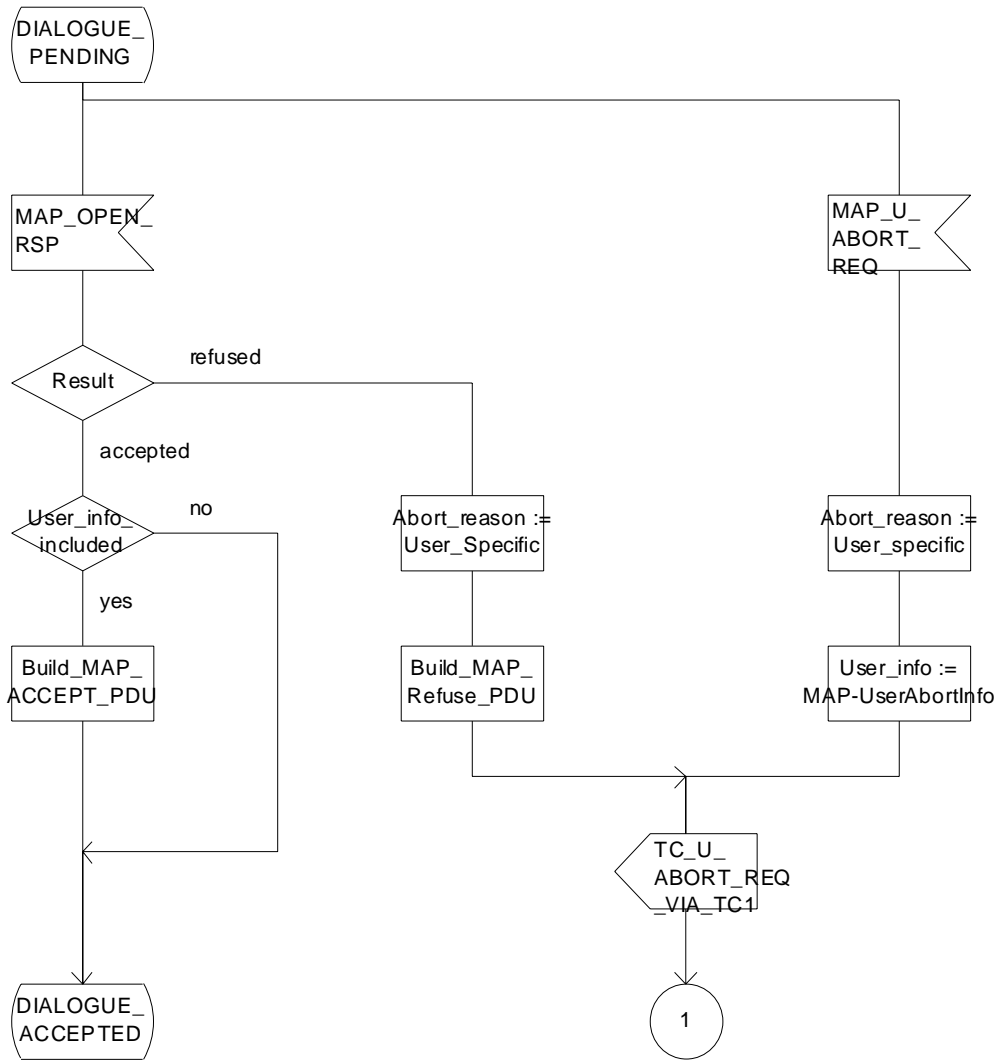 DIALOGUE_
PENDING
MAP_OPEN_
RSP
MAP_U_
ABORT_
REQ
Result
refused
accepted
User_info_
included
no
yes
Abort_reason :=
User_Specific
Abort_reason :=
User_specific
Build_MAP_
ACCEPT_PDU
Build_MAP_
Refuse_PDU
User_info :=
MAP-UserAbortInfo
TC_U_
ABORT_REQ
_VIA_TC1
DIALOGUE_
ACCEPTED
1